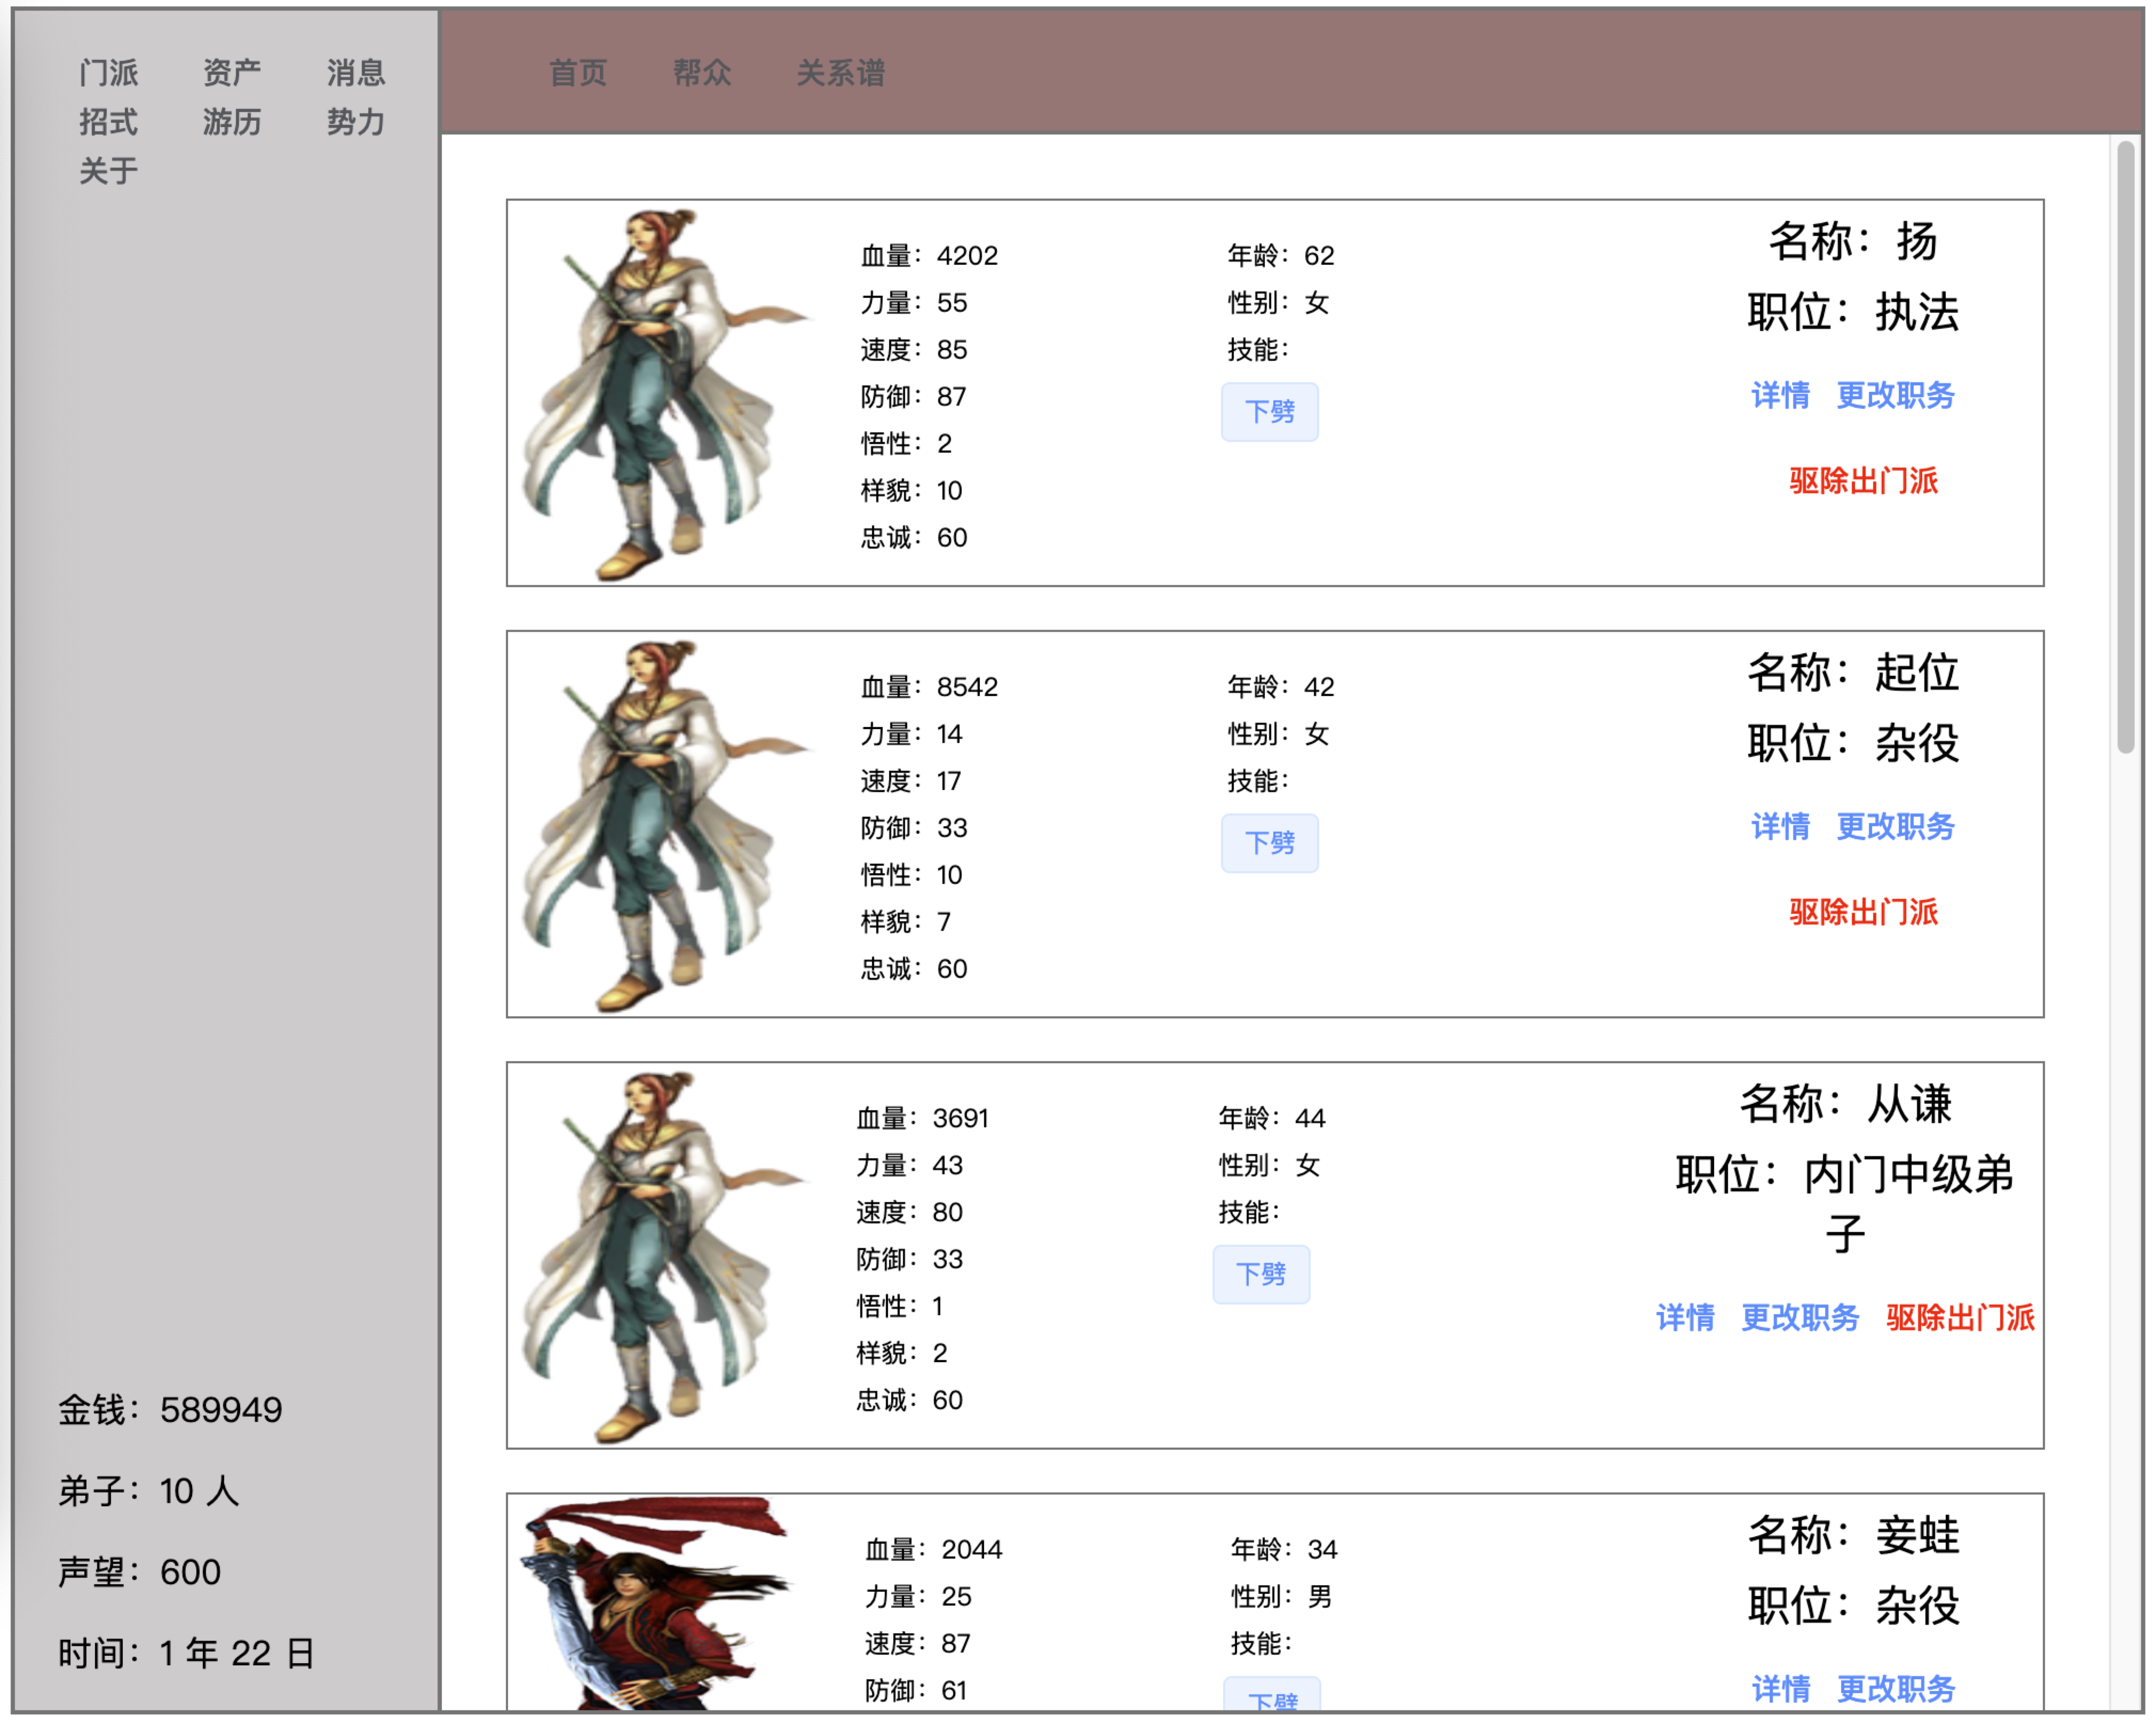 门派 资产 消息
招式 游历 势力
关于
金钱：589949
弟子：10 人
声望：600
时间：1 年 22 日
首页 帮众 关系谱
血量：4202
力量：55
速度：85
防御：87
悟性：2
样貌：10
忠诚：60
年龄：62
性别：女
技能：
下劈
名称：扬
职位：执法
详情 更改职务
驱除出门派
血量：8542
力量：14
速度：17
防御：33
悟性：10
样貌：7
忠诚：60
年龄：42
性别：女
技能：
下劈
名称：起位
职位：杂役
详情 更改职务
驱除出门派
血量：3691
力量：43
速度：80
防御：33
悟性：1
样貌：2
忠诚：60
年龄：44
性别：女
技能：
下劈
名称：从谦
职位：内门中级弟
子
详情 更改职务 驱除出门派
血量：2044
力量：25
速度：87
防御：61
年龄：34
性别：男
技能：
下劈
名称：妾蛙
职位：杂役
详情 更改职务